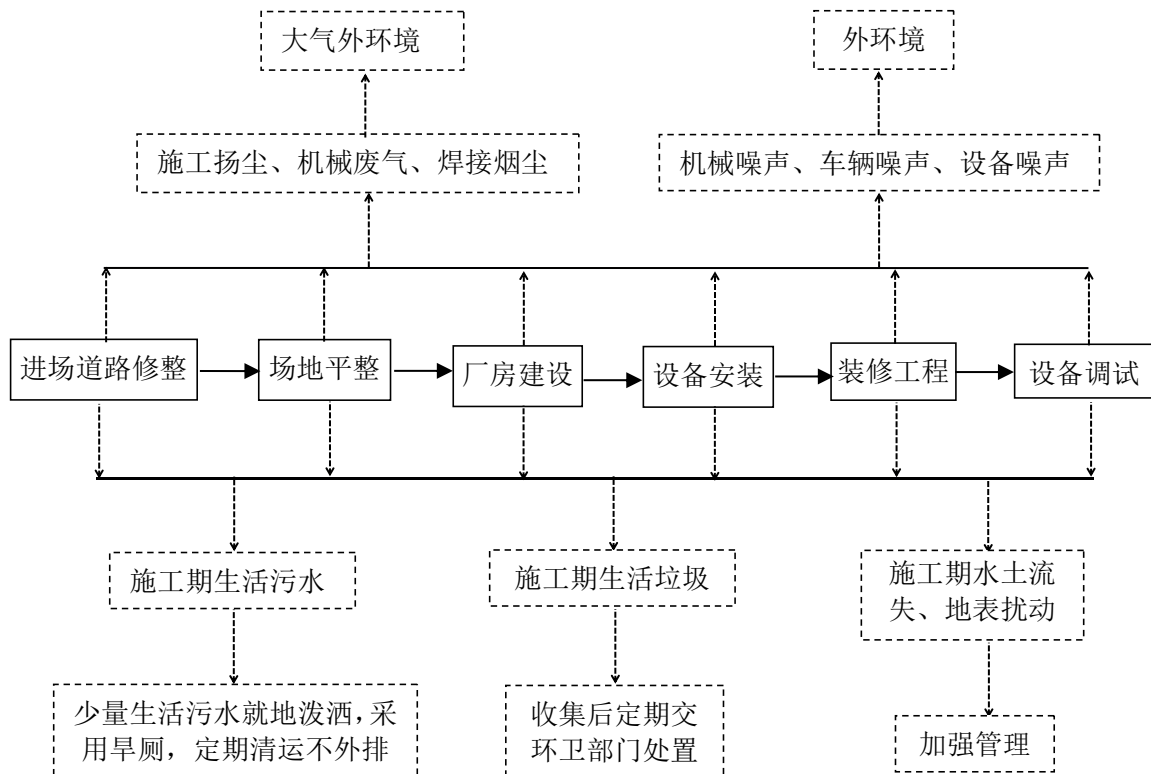 大气外环境
外环境
施工扬尘、机械废气、焊接烟尘
机械噪声、车辆噪声、设备噪声
进场道路修整
场地平整
厂房建设
设备安装
装修工程
设备调试
施工期生活污水
施工期生活垃圾
施工期水土流
失、地表扰动
少量生活污水就地泼洒,采
用旱厕，定期清运不外排
收集后定期交
环卫部门处置
加强管理